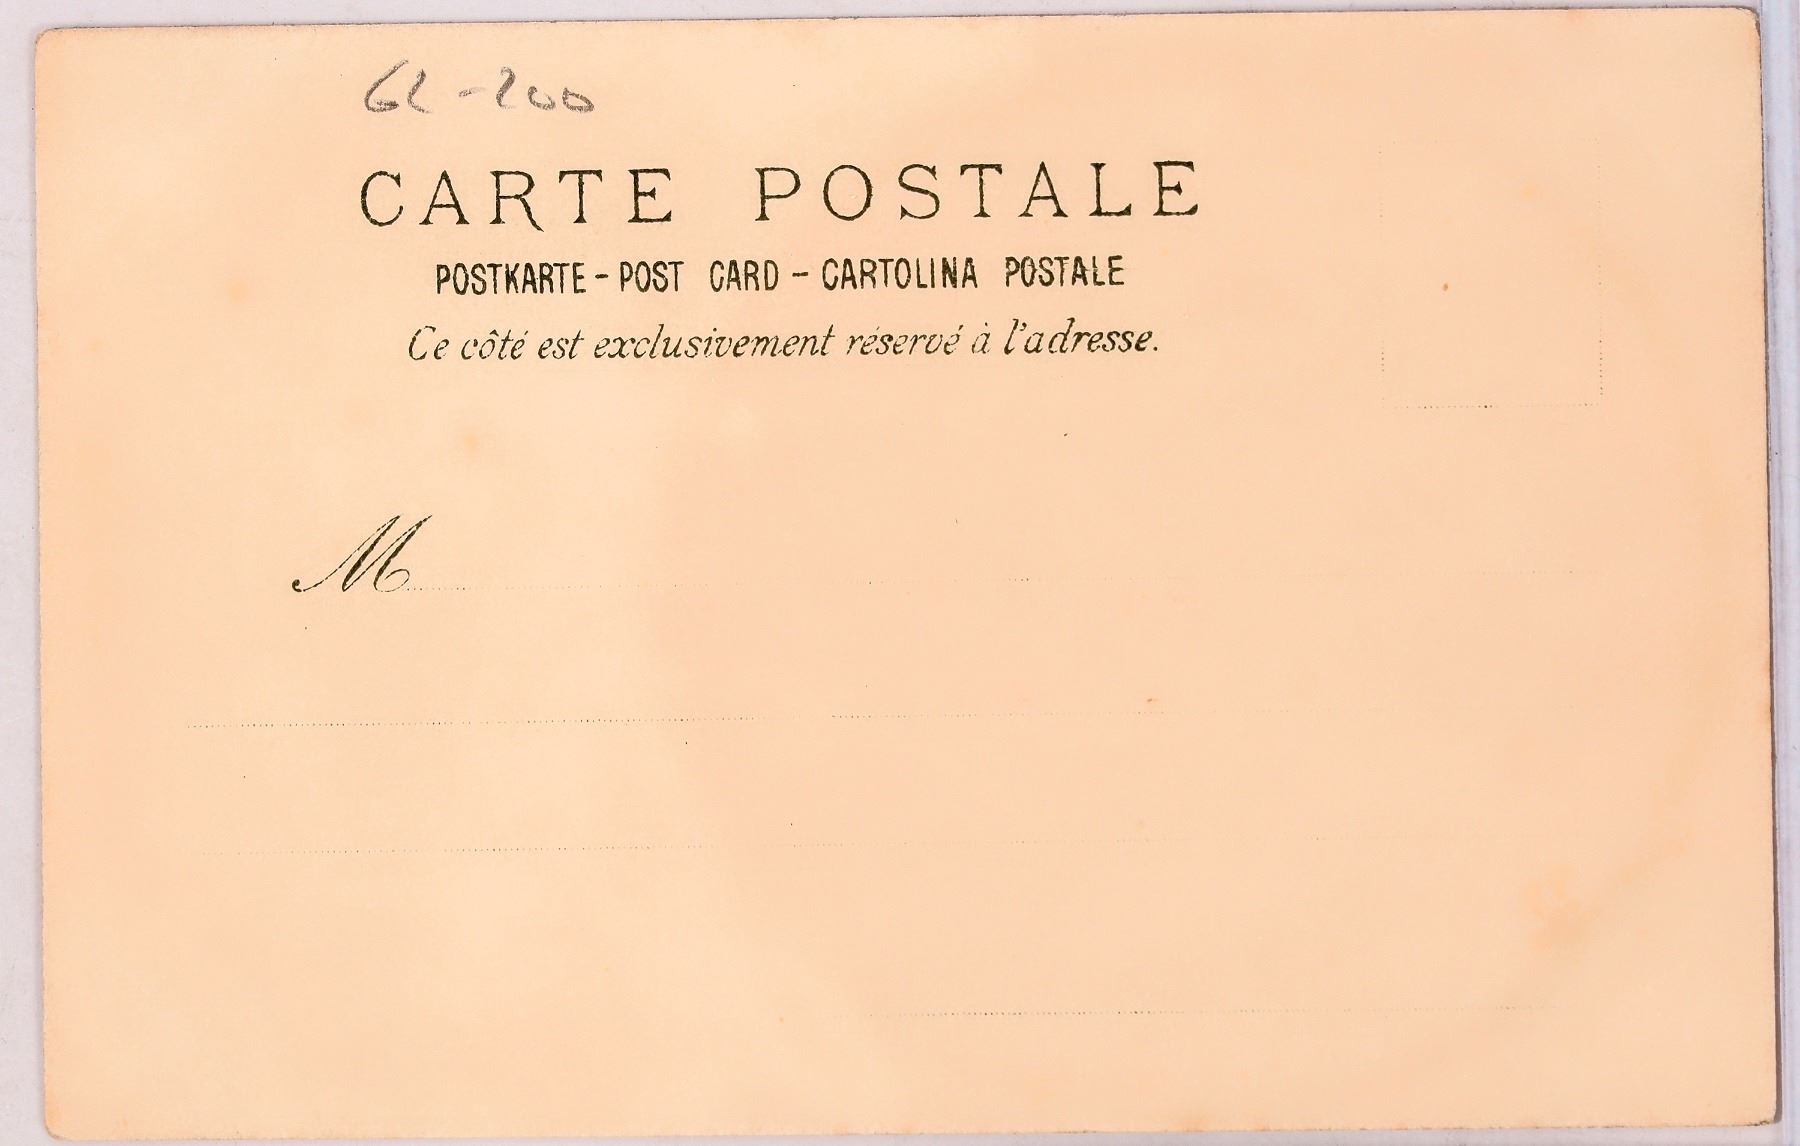 62-200
CARTE POSTALE
POSTKARTE - POST CARD - CARTOLINA POSTALE
Ce côté est exclusivement réservé à l'adresse.
M